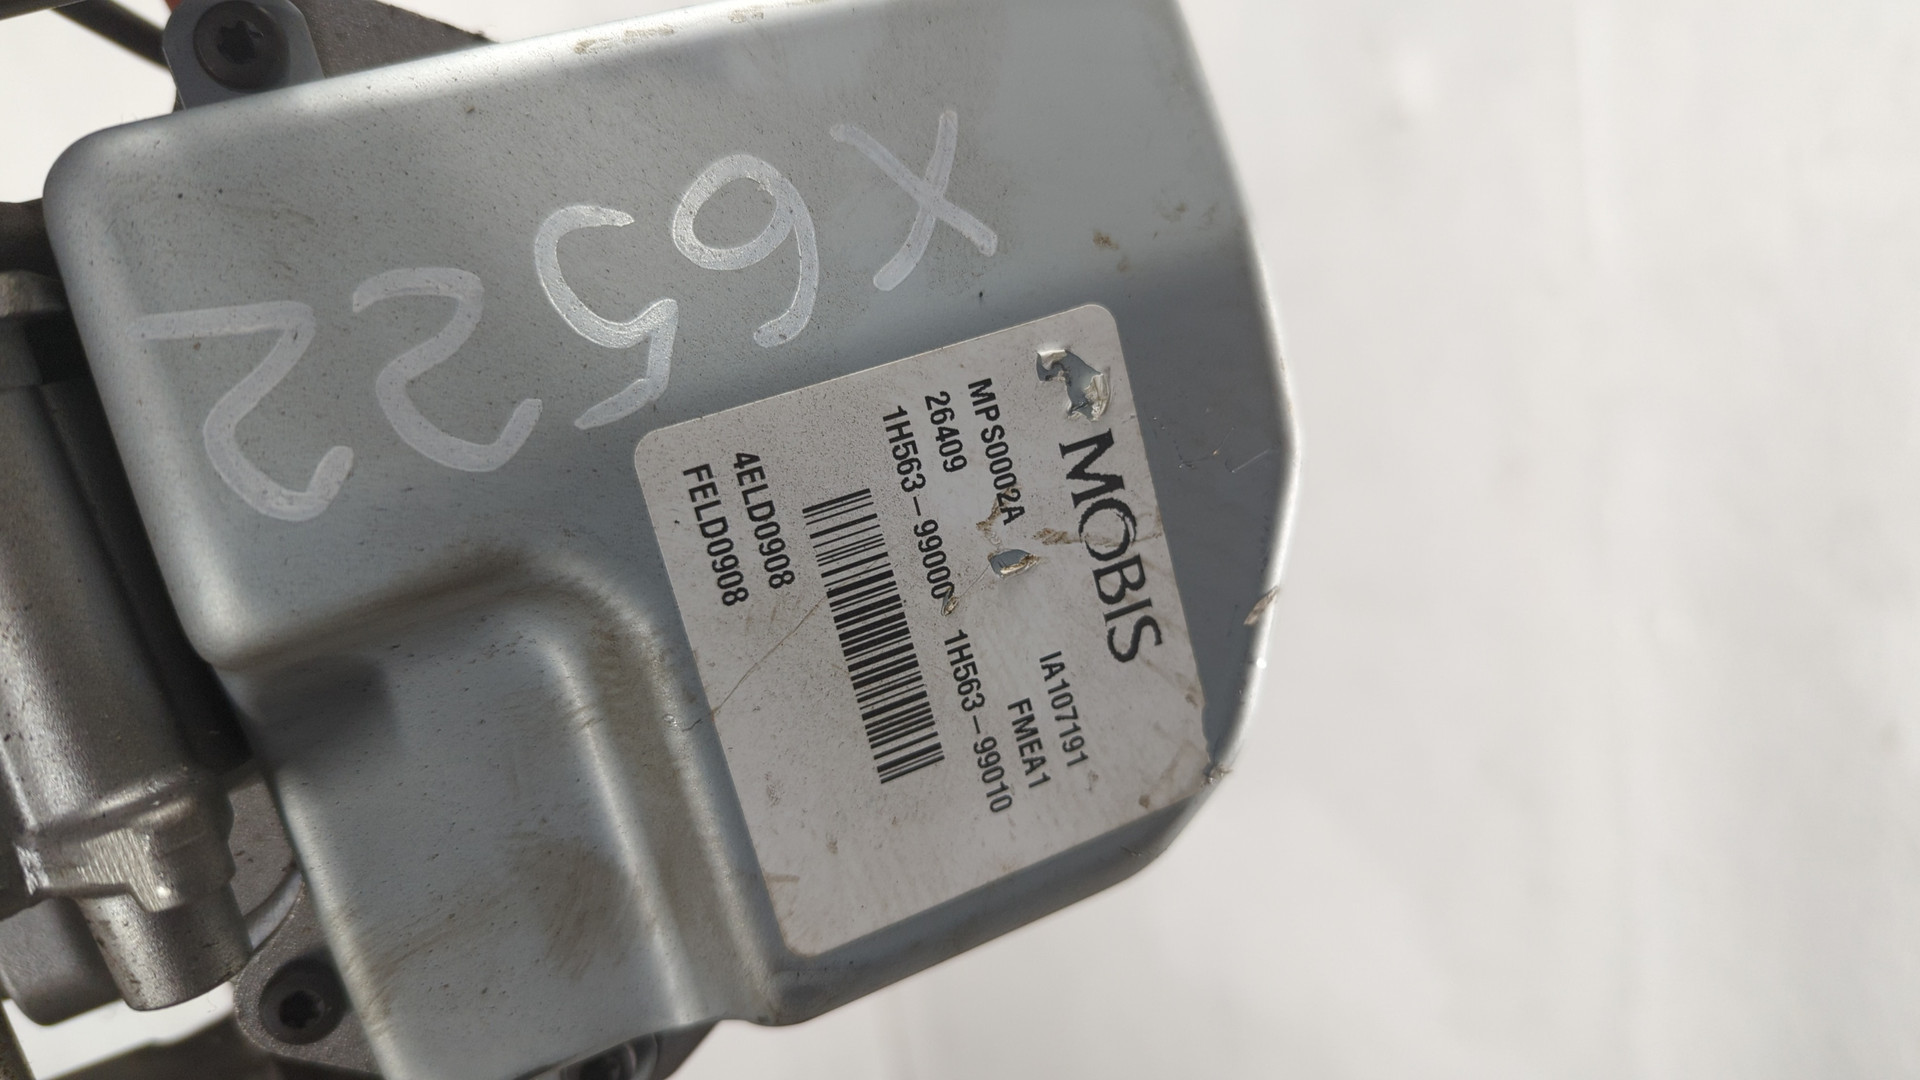 X6522
MOBIS
MPS0002A IA107191
26409 FMEA1
1H563-99000 1H563-99010
4ELD0908
FELD0908